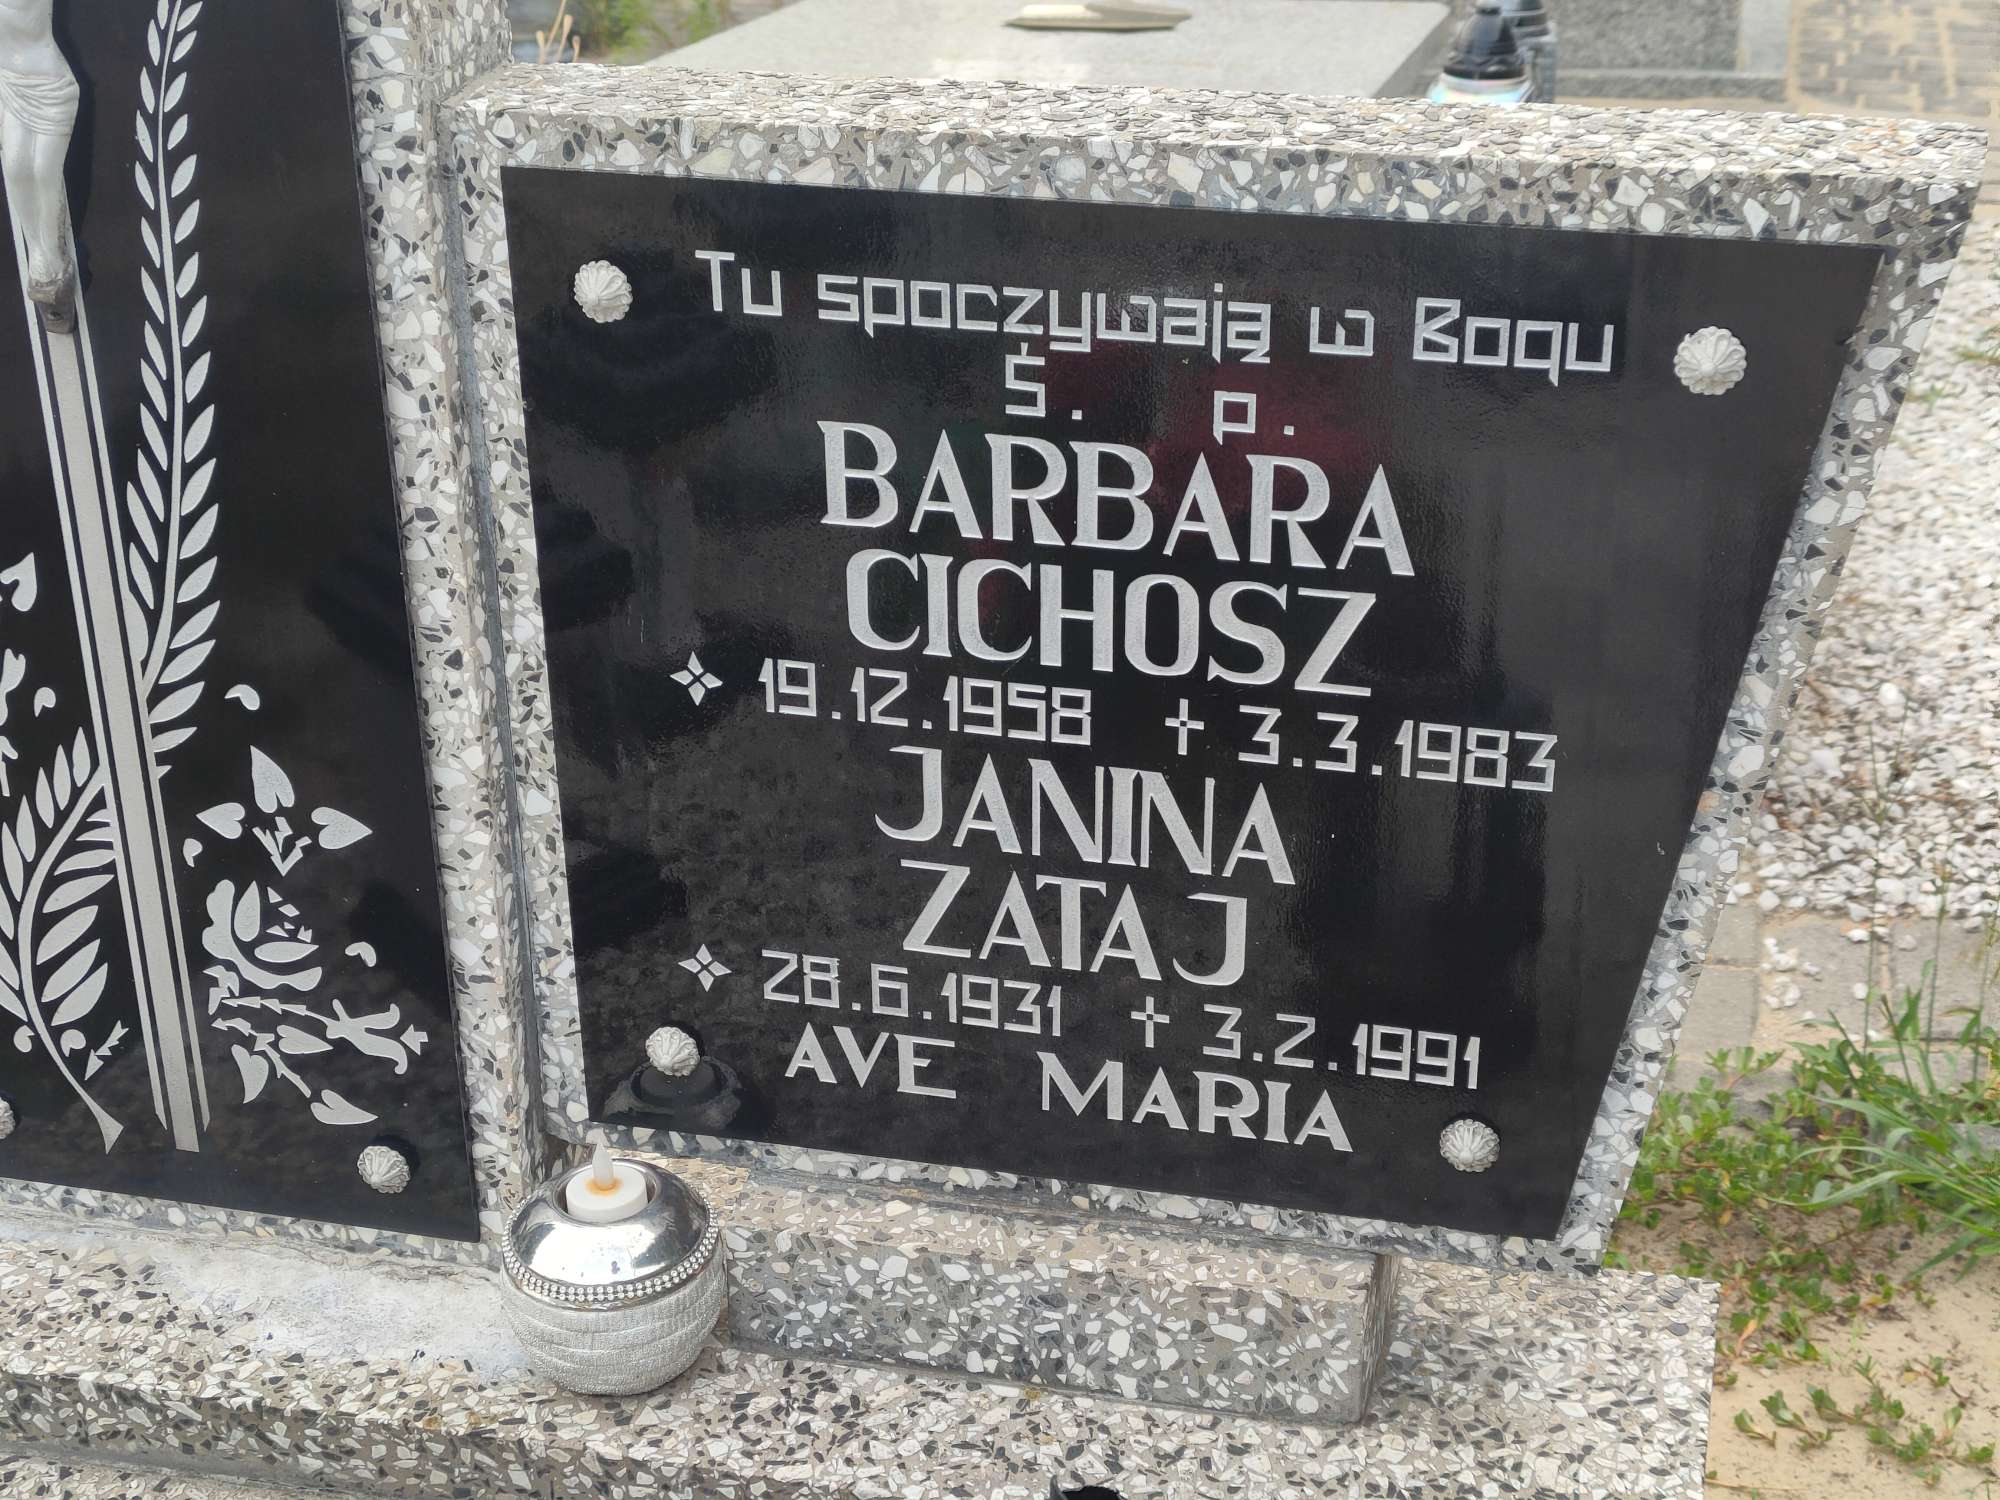 Tu spoczywają w Bogu
Ś. p.
BARBARA
CICHOSZ
19.12.1958 + 3.3.1983
JANINA
ZATAJ
28.6.1931 + 3.2.1991
AVE MARIA